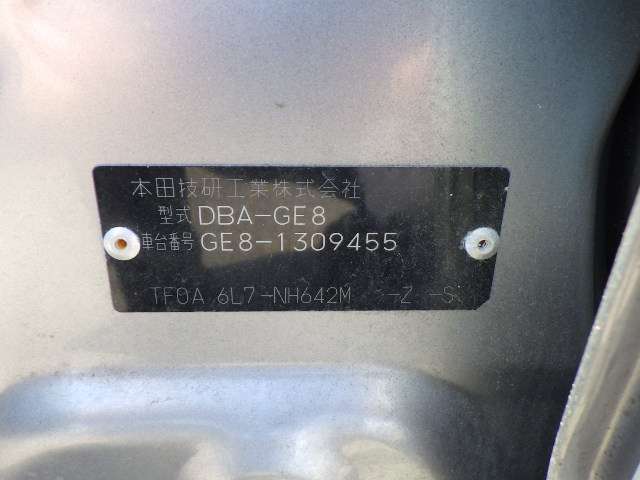 本田技研工業株式会社
型式 DBA-GE8
車台番号 GE8-1309455
TF0A 6L7-NH642M -Z -S